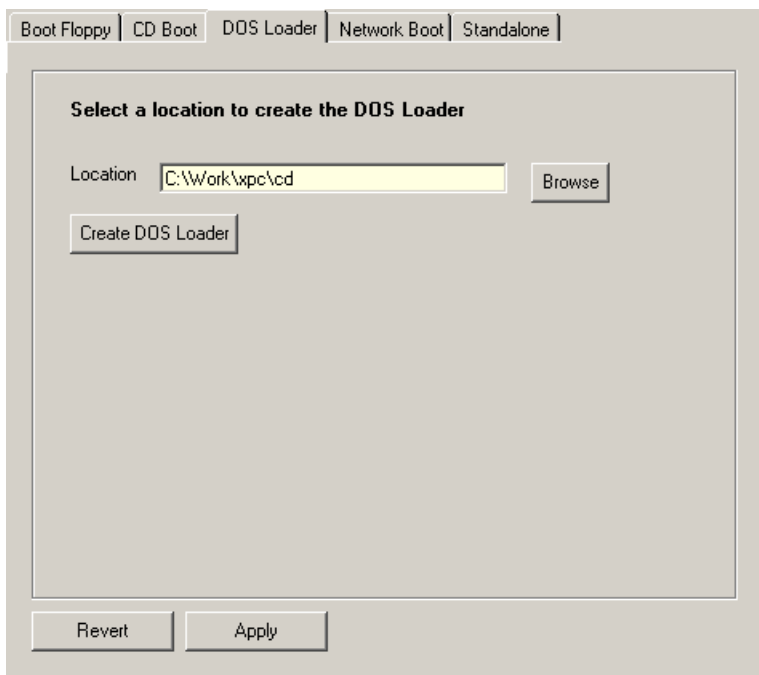 Boot Floppy CD Boot DOS Loader Network Boot Standalone
Select a location to create the DOS Loader
Location C:\Work\xpc\cd Browse
Create DOS Loader
Revert Apply